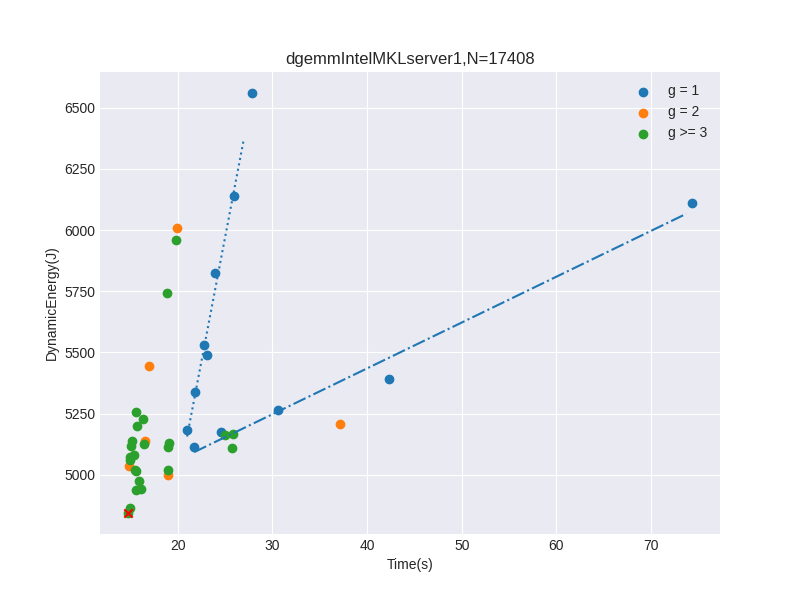 dgemmIntelMKLserver1,N=17408
g = 1
g = 2
g >= 3
DynamicEnergy(J)
6500
6250
6000
5750
5500
5250
5000
20 30 40 50 60 70
Time(s)